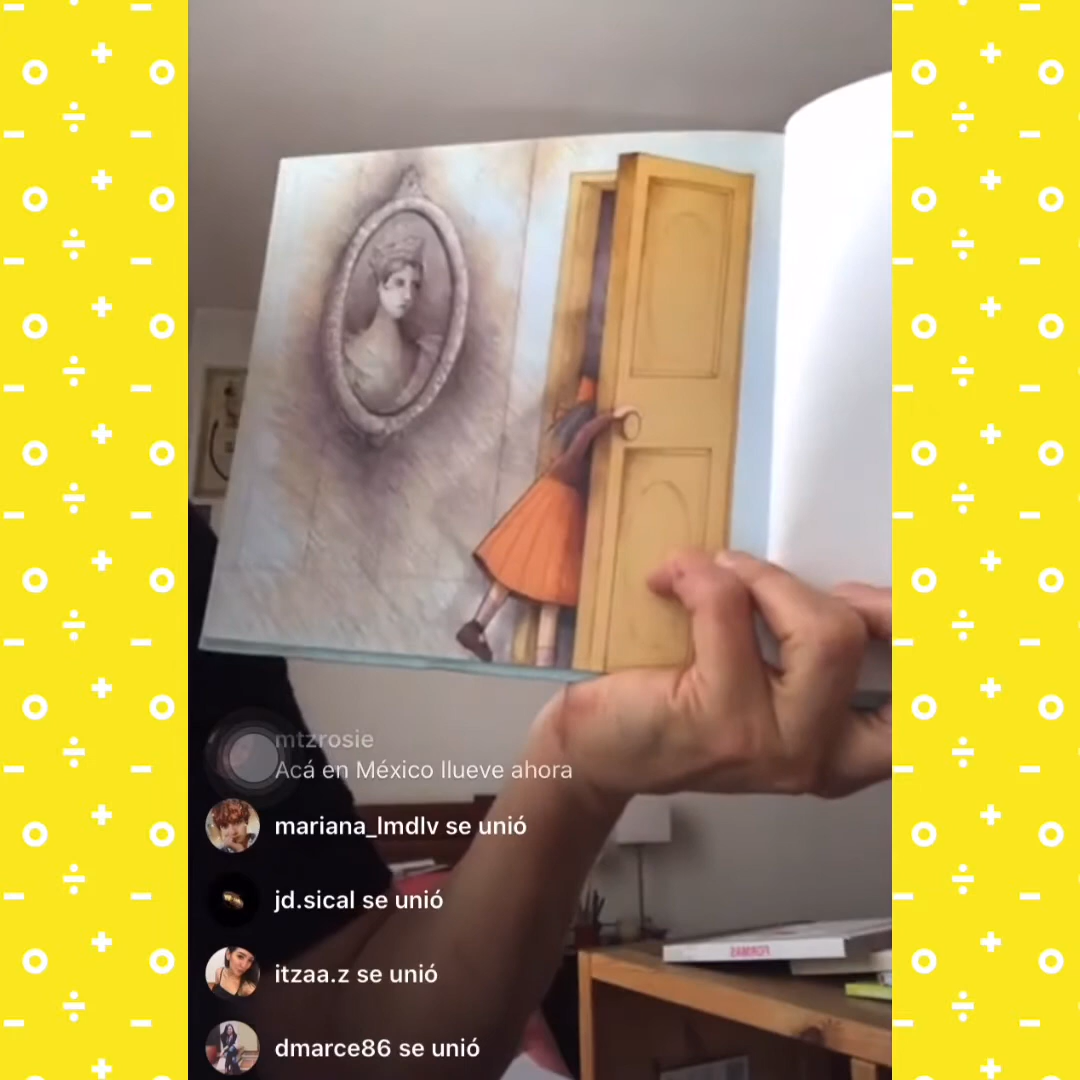 mtzrosie
Acá en México llueve ahora
mariana_lmdlv se unió
jd.sical se unió
itzaa.z se unió
dmarce86 se unió
FORMAS